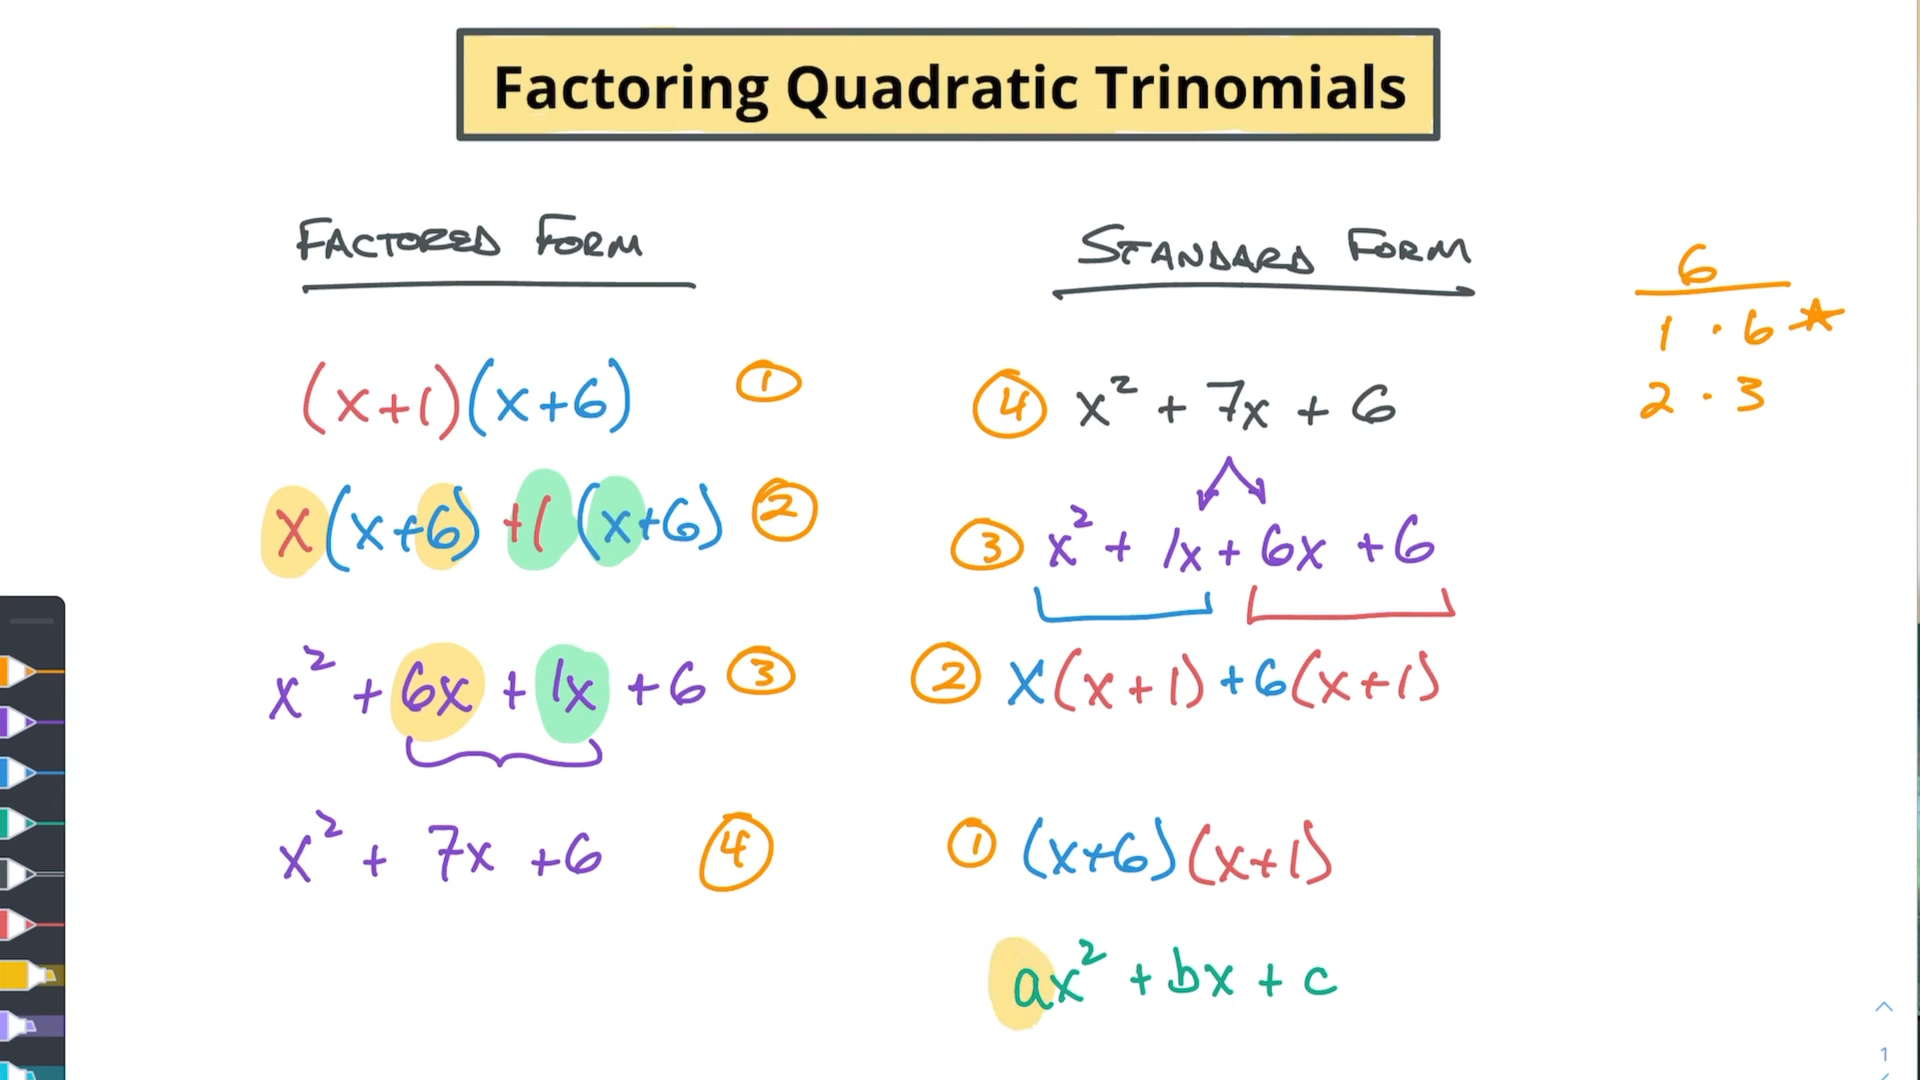 Factoring Quadratic Trinomials
FACTORED FORM
(x+1)(x+6) ①
x(x+6) +1(x+6) ②
x² + 6x + 1x + 6 ③
x² + 7x + 6 ④
STANDARD FORM
④ x² + 7x + 6
③ x² + 1x + 6x + 6
② x(x+1) + 6(x+1)
① (x+6)(x+1)
ax² + bx + c
6
1 · 6 ★
2 · 3
1